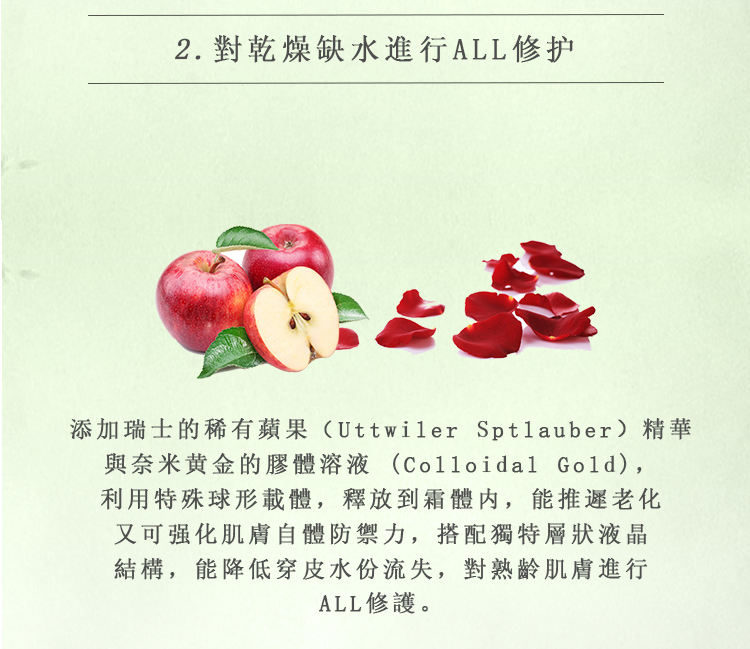 2.對乾燥缺水進行ALL修护
添加瑞士的稀有蘋果（Uttwiler Sptlauber）精華
與奈米黄金的膠體溶液 (Colloidal Gold)，
利用特殊球形載體，釋放到霜體内，能推遲老化
又可强化肌膚自體防禦力，搭配獨特層狀液晶
結構，能降低穿皮水份流失，對熟齡肌膚進行
ALL修護。